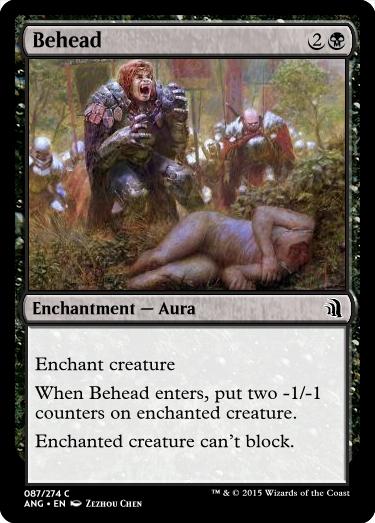 Behead 2
Enchantment — Aura
Enchant creature
When Behead enters, put two -1/-1
counters on enchanted creature.
Enchanted creature can't block.
087/274 C
ANG • EN Zezhou Chen
™ & © 2015 Wizards of the Coast